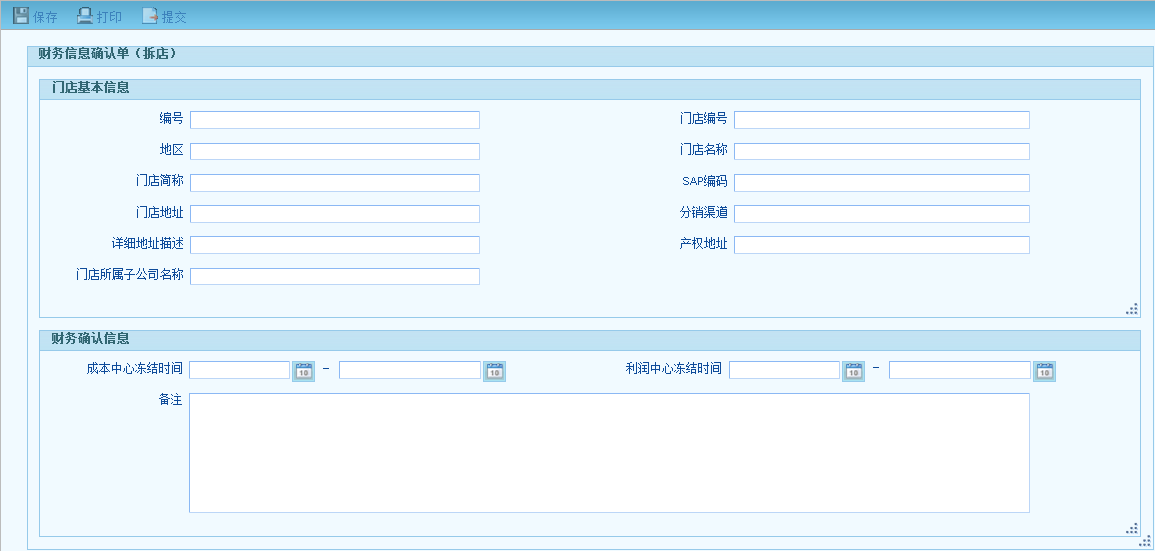 保存 打印 提交
财务信息确认单（拆店）
门店基本信息
编号 门店编号
地区 门店名称
门店简称 SAP编码
门店地址 分销渠道
详细地址描述 产权地址
门店所属子公司名称
财务确认信息
成本中心冻结时间 10 – 10 利润中心冻结时间 10 – 10
备注